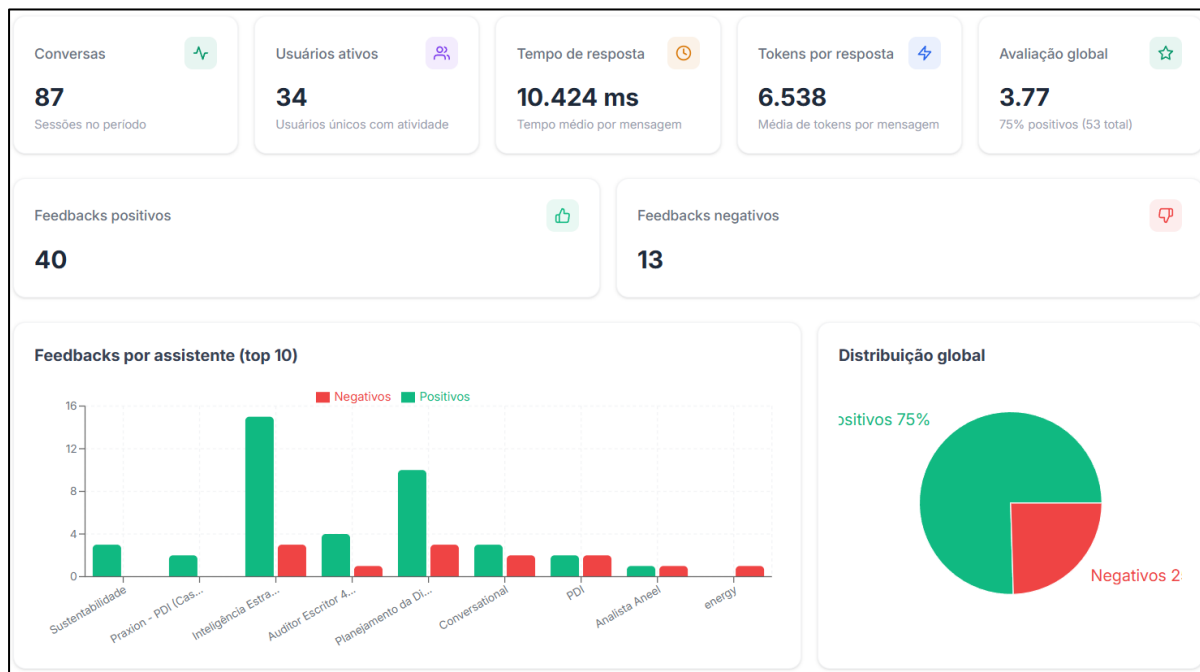 Conversas
87
Sessões no período
Usuários ativos
34
Usuários únicos com atividade
Tempo de resposta
10.424 ms
Tempo médio por mensagem
Tokens por resposta
6.538
Média de tokens por mensagem
Avaliação global
3.77
75% positivos (53 total)
Feedbacks positivos
40
Feedbacks negativos
13
Feedbacks por assistente (top 10)
Negativos Positivos
16
12
8
4
0
Sustentabilidade
Praxion - PDI (Cas...
Inteligência Estra...
Auditor Escritor 4...
Planejamento da Di...
Conversational
PDI
Analista Aneel
energy
Distribuição global
ositivos 75%
Negativos 2